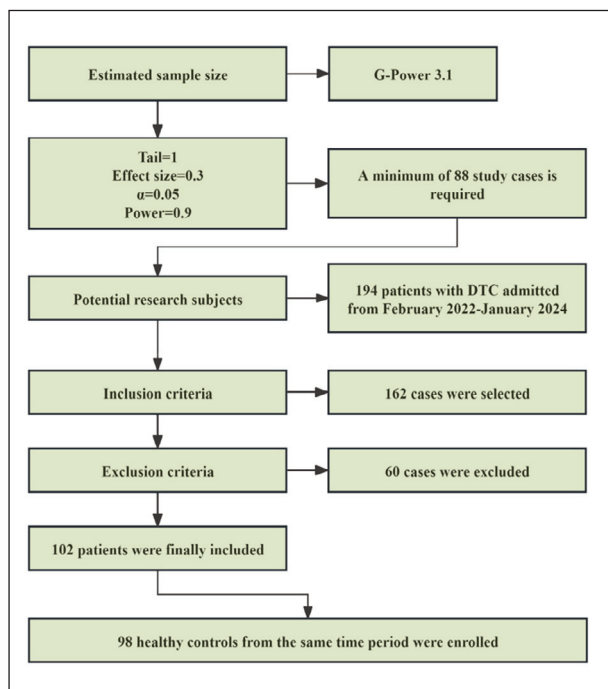 Estimated sample size
G-Power 3.1
Tail=1
Effect size=0.3
α=0.05
Power=0.9
A minimum of 88 study cases is
required
Potential research subjects
194 patients with DTC admitted
from February 2022-January 2024
Inclusion criteria
162 cases were selected
Exclusion criteria
60 cases were excluded
102 patients were finally included
98 healthy controls from the same time period were enrolled